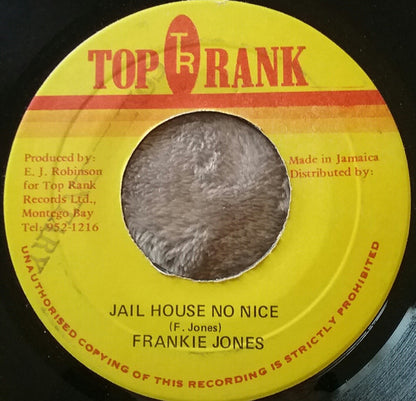 TOP TR RANK
Produced by:
E. J. Robinson
for Top Rank
Records Ltd.,
Montego Bay
Tel: 952-1216
Made in Jamaica
Distributed by:
JAIL HOUSE NO NICE
(F. Jones)
FRANKIE JONES
UNAUTHORISED COPYING OF THIS RECORDING IS STRICTLY PROHIBITED